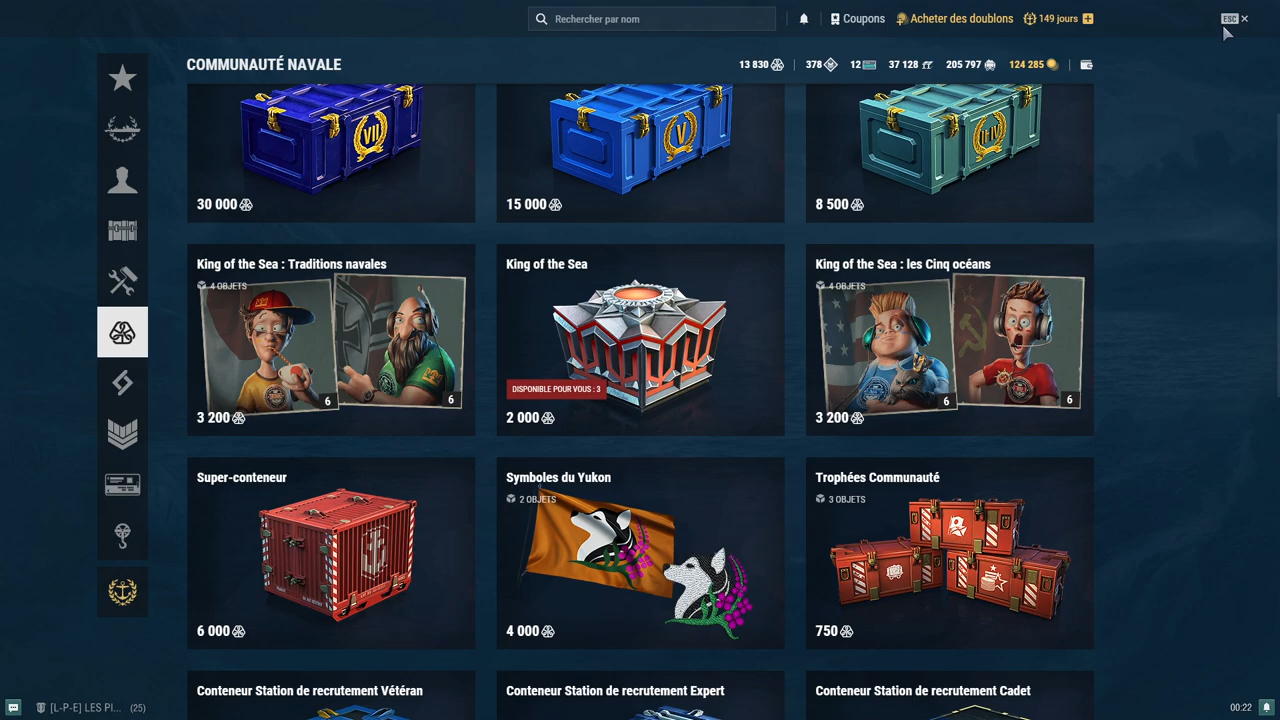 Rechercher par nom
Coupons
Acheter des doublons
149 jours
ESC
COMMUNAUTÉ NAVALE
13 830
378
12
37 128
205 797
124 285
VII
V
II-IV
30 000
15 000
8 500
King of the Sea : Traditions navales
4 OBJETS
6
6
3 200
King of the Sea
DISPONIBLE POUR VOUS : 3
2 000
King of the Sea : les Cinq océans
4 OBJETS
6
6
3 200
Super-conteneur
6 000
Symboles du Yukon
2 OBJETS
4 000
Trophées Communauté
3 OBJETS
750
Conteneur Station de recrutement Vétéran
Conteneur Station de recrutement Expert
Conteneur Station de recrutement Cadet
[L-P-E] LES PI... (25)
00:22